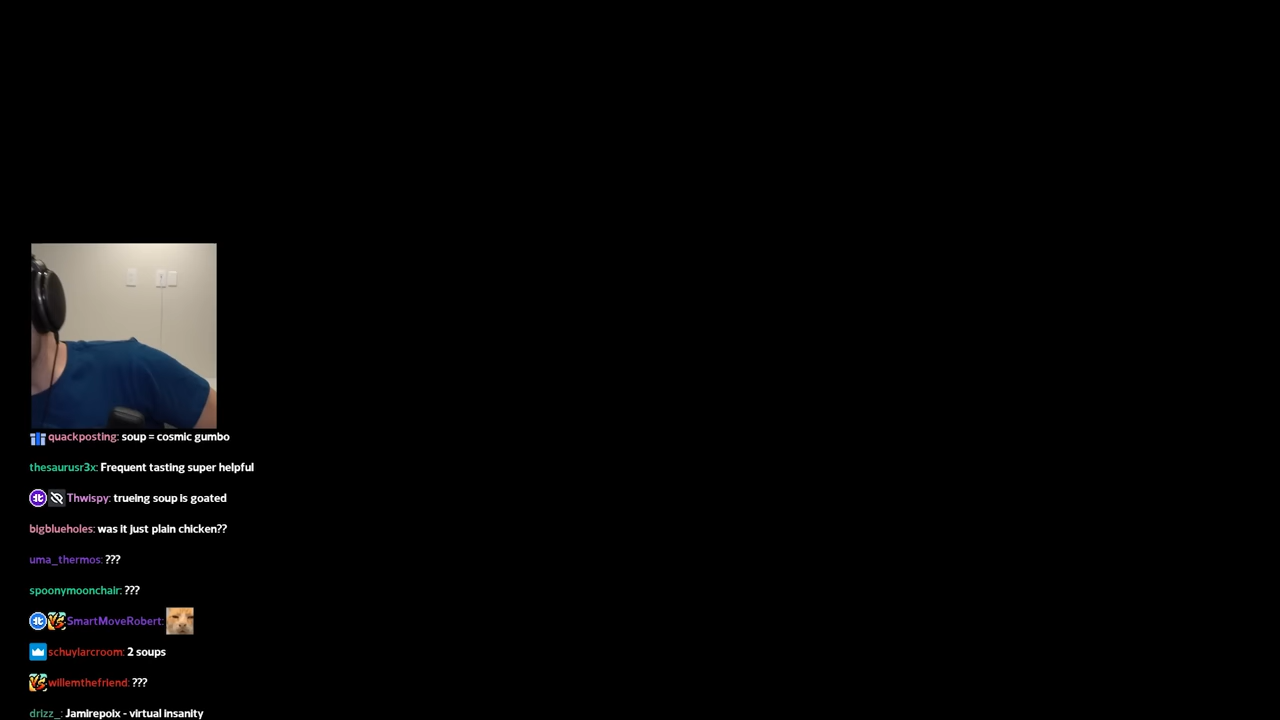 quackposting: soup = cosmic gumbo
thesaurusr3x: Frequent tasting super helpful
Thwispy: trueing soup is goated
bigblueholes: was it just plain chicken??
uma_thermos: ???
spoonymoonchair: ???
SmartMoveRobert:
schuylarcroom: 2 soups
willemthefriend: ???
drizz_: Jamirepoix - virtual insanity